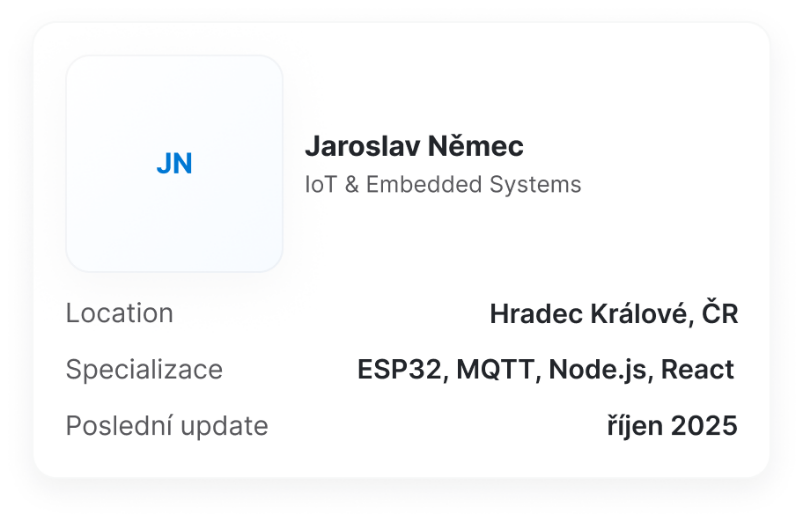 JN
Jaroslav Němec
IoT & Embedded Systems
Location Hradec Králové, ČR
Specializace ESP32, MQTT, Node.js, React
Poslední update říjen 2025